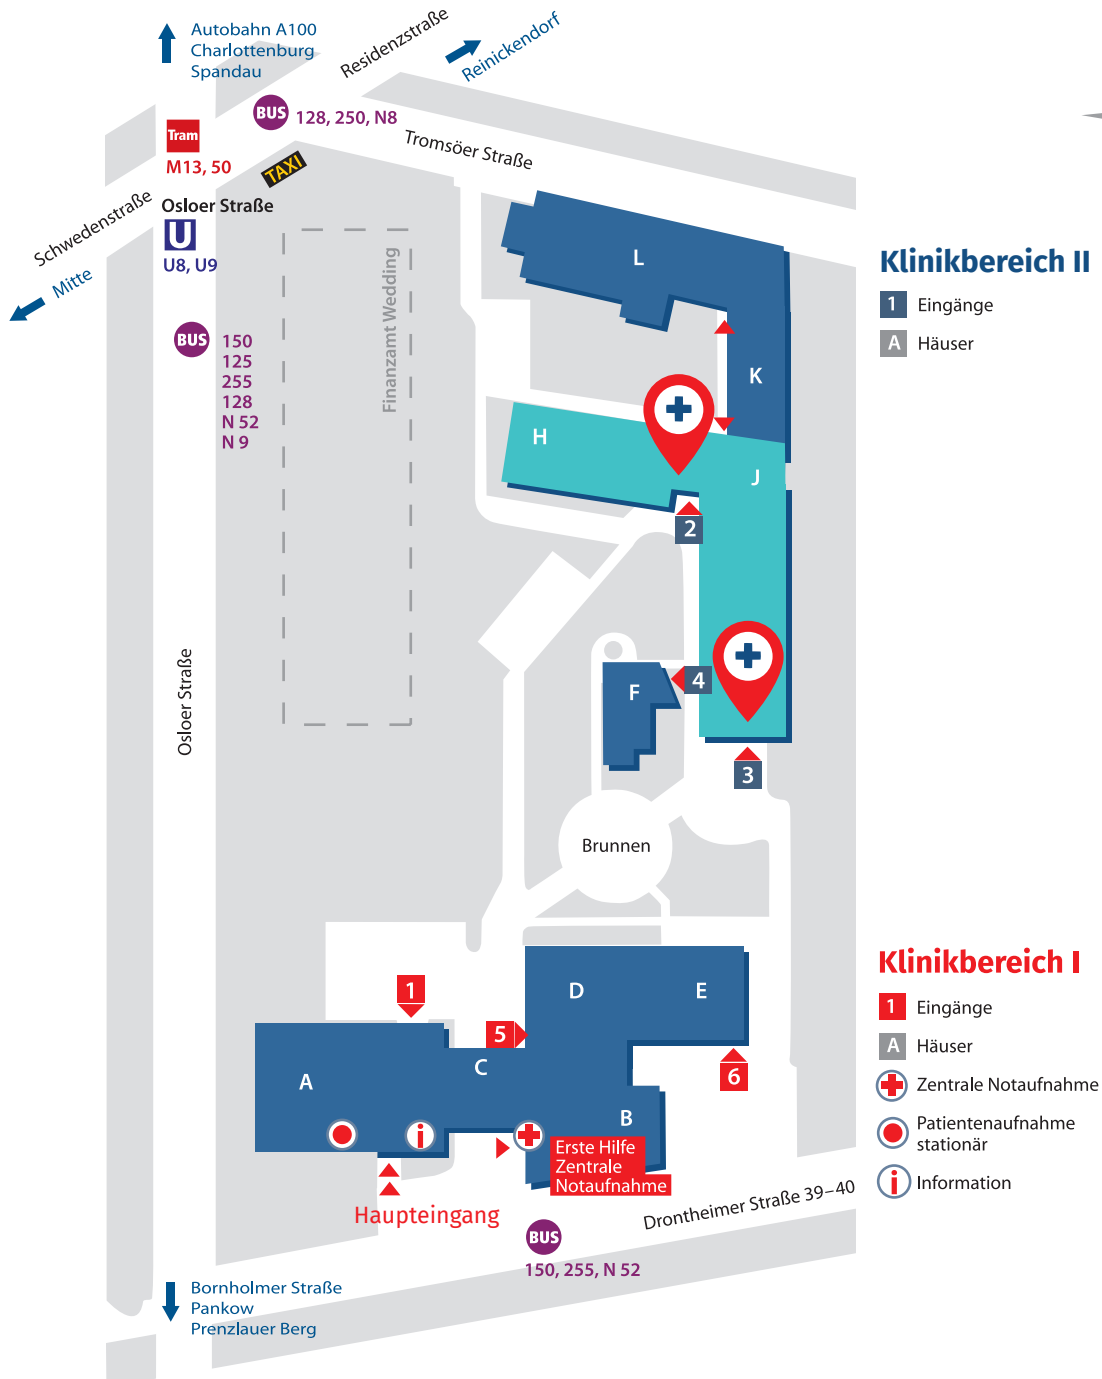 Autobahn A100
Charlottenburg
Spandau
Residenzstraße
Reinickendorf
BUS
128, 250, N8
Tromsöer Straße
Tram
M13, 50
TAXI
Schwedenstraße
Osloer Straße
U
U8, U9
Mitte
BUS
150
125
255
128
N 52
N 9
Finanzamt Wedding
L
K
H
J
2
F
4
3
Osloer Straße
Brunnen
Klinikbereich II
1 Eingänge
A Häuser
1
D
E
5
C
6
A
B
i
Erste Hilfe
Zentrale
Notaufnahme
Haupteingang
Drontheimer Straße 39–40
BUS
150, 255, N 52
Bornholmer Straße
Pankow
Prenzlauer Berg
Klinikbereich I
1 Eingänge
A Häuser
Zentrale Notaufnahme
Patientenaufnahme
stationär
i Information